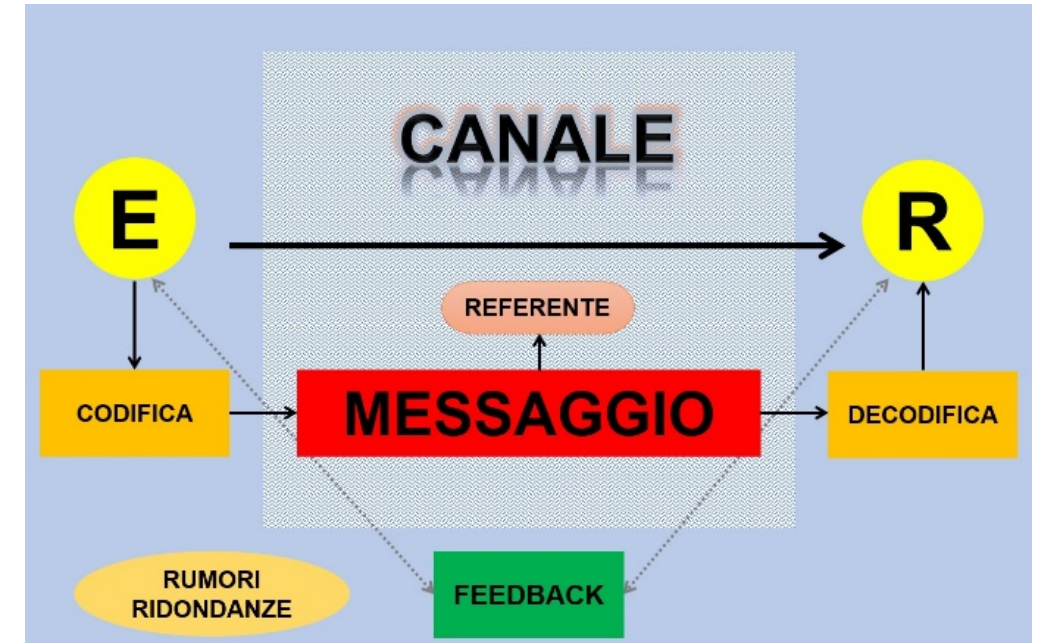 CANALE
E
R
REFERENTE
CODIFICA
MESSAGGIO
DECODIFICA
RUMORI
RIDONDANZE
FEEDBACK